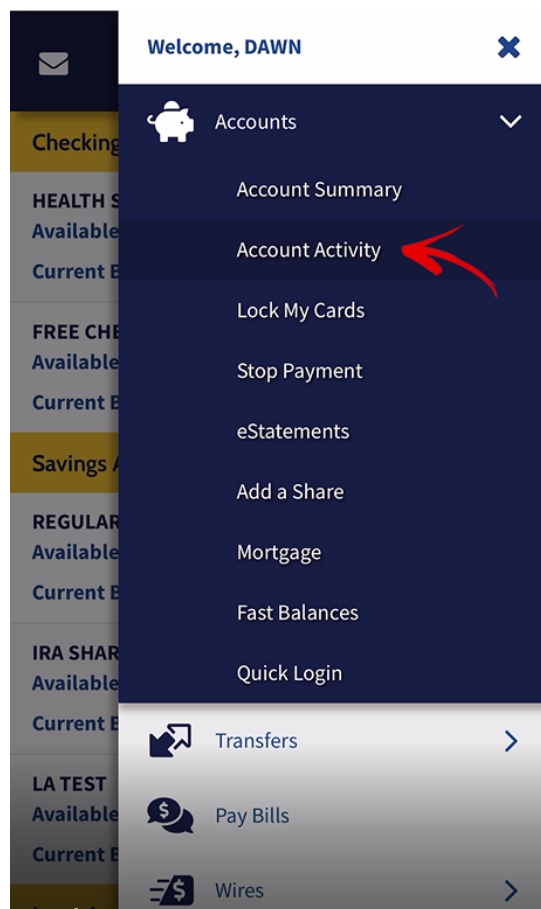 Welcome, DAWN
Accounts
Account Summary
Account Activity
Lock My Cards
Stop Payment
eStatements
Add a Share
Mortgage
Fast Balances
Quick Login
Transfers
Pay Bills
Wires
Checking
HEALTH S
Available
Current B
FREE CHE
Available
Current B
Savings A
REGULAR
Available
Current B
IRA SHAR
Available
Current B
LA TEST
Available
Current B